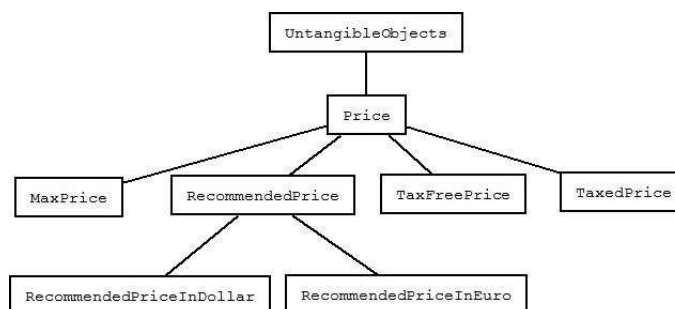 UntangibleObjects
Price
MaxPrice
RecommendedPrice
TaxFreePrice
TaxedPrice
RecommendedPriceInDollar
RecommendedPriceInEuro